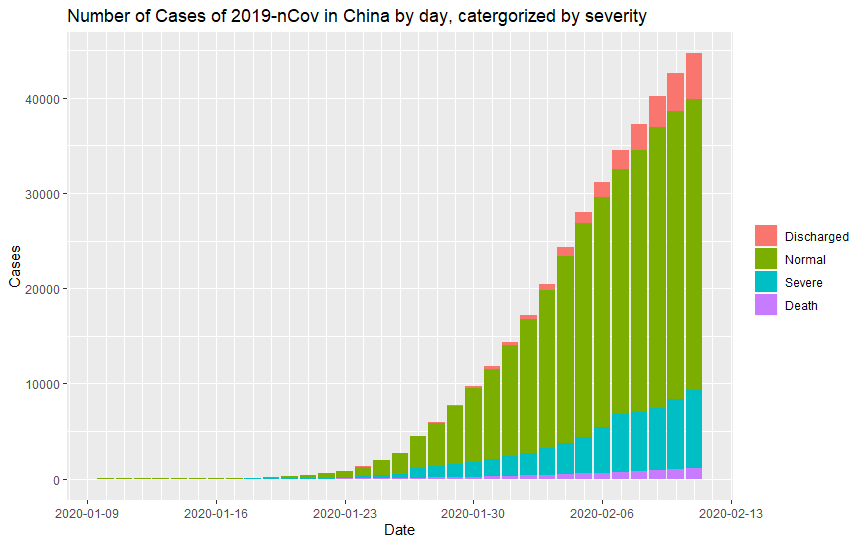 Number of Cases of 2019-nCov in China by day, catergorized by severity
Cases
40000
30000
20000
10000
0
2020-01-09
2020-01-16
2020-01-23
2020-01-30
2020-02-06
2020-02-13
Date
Discharged
Normal
Severe
Death